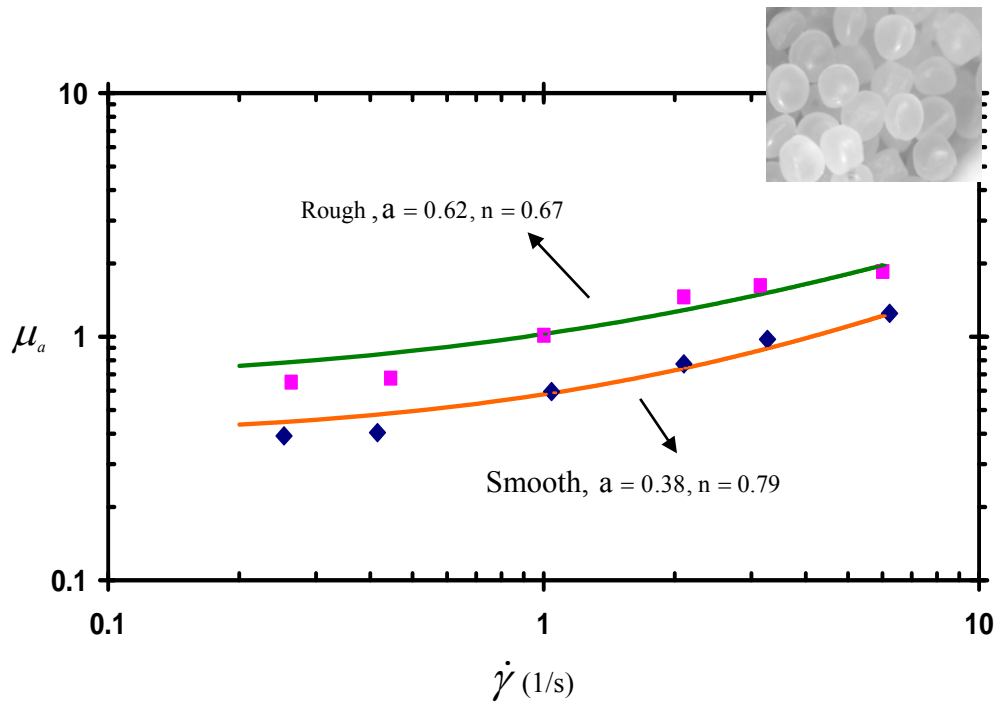 10
Rough , a = 0.62, n = 0.67
μₐ
1
Smooth, a = 0.38, n = 0.79
0.1
0.1 1 10
γ̇ (1/s)